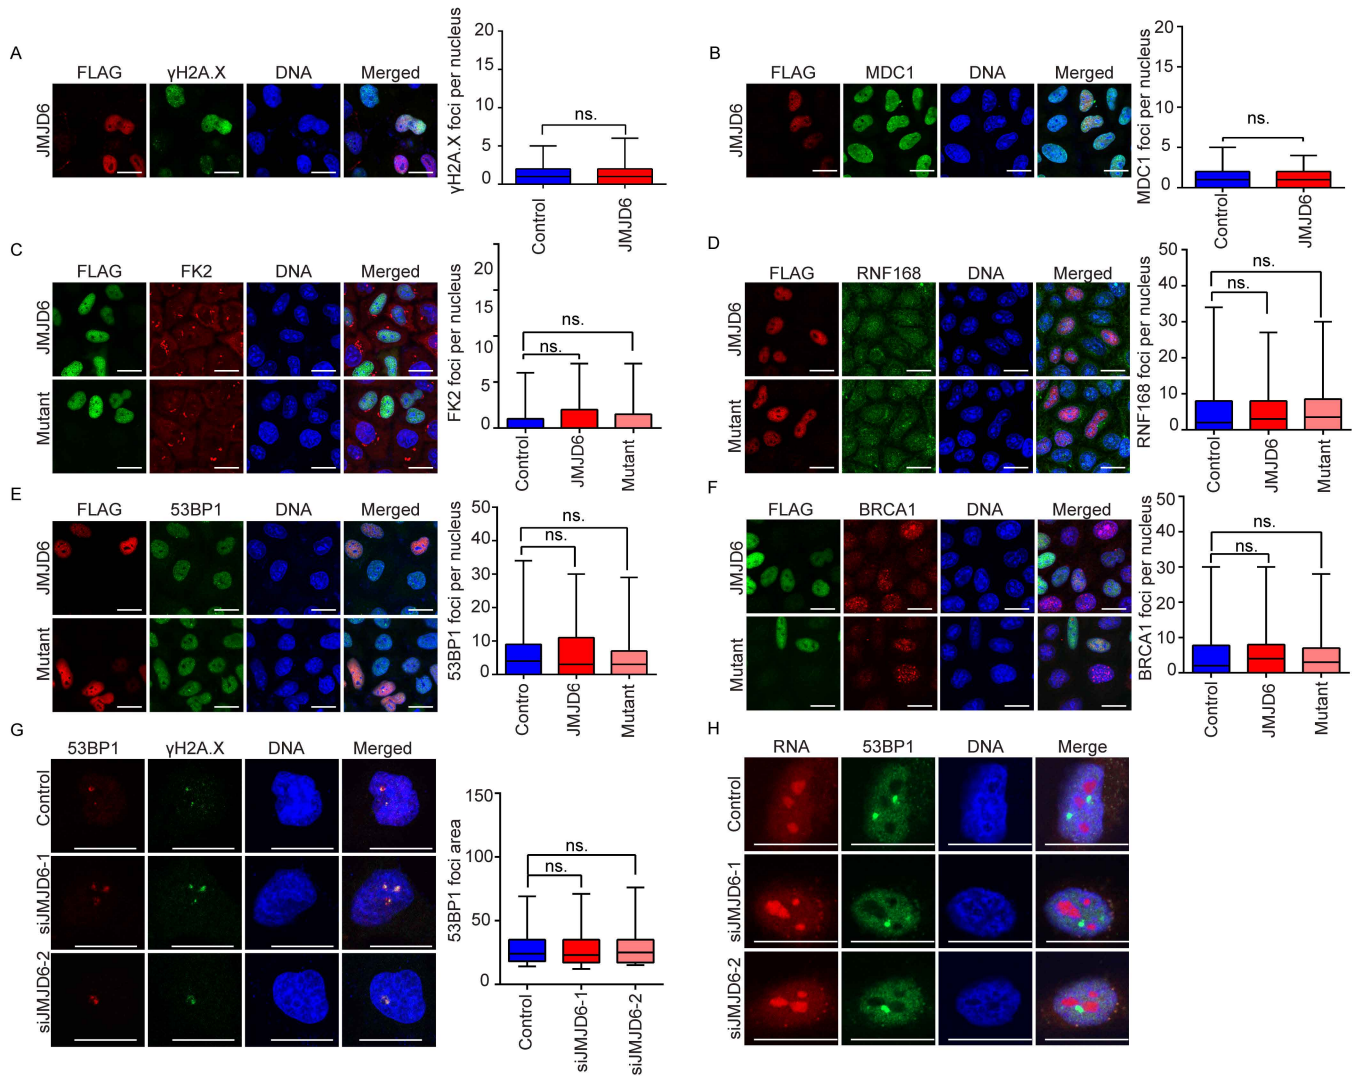 A
FLAG γH2A.X DNA Merged
JMJD6
γH2A.X foci per nucleus
20
15
10
5
0
ns.
Control
JMJD6
B
FLAG MDC1 DNA Merged
JMJD6
MDC1 foci per nucleus
20
15
10
5
0
ns.
Control
JMJD6
C
FLAG FK2 DNA Merged
JMJD6
Mutant
FK2 foci per nucleus
20
15
10
5
0
ns.
ns.
Control
JMJD6
Mutant
D
FLAG RNF168 DNA Merged
JMJD6
Mutant
RNF168 foci per nucleus
50
40
30
20
10
0
ns.
ns.
Control
JMJD6
Mutant
E
FLAG 53BP1 DNA Merged
JMJD6
Mutant
53BP1 foci per nucleus
50
40
30
20
10
0
ns.
ns.
Contro
JMJD6
Mutant
F
FLAG BRCA1 DNA Merged
JMJD6
Mutant
BRCA1 foci per nucleus
50
40
30
20
10
0
ns.
ns.
Control
JMJD6
Mutant
G
53BP1 γH2A.X DNA Merged
Control
siJMJD6-1
siJMJD6-2
53BP1 foci area
150
100
50
0
ns.
ns.
Control
siJMJD6-1
siJMJD6-2
H
RNA 53BP1 DNA Merge
Control
siJMJD6-1
siJMJD6-2